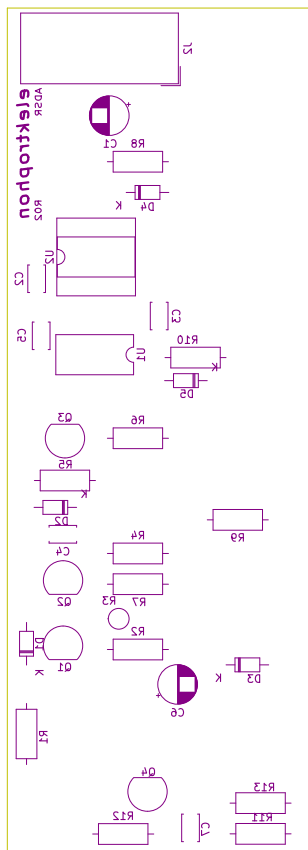 J2
ADSR
elektrophon
R02
C1
R8
K
D4
U2
C2
C3
C5
U1
R10
K
D5
Q3
R6
R5
K
D2
R9
C4
R4
Q2
R7
R3
R2
D1
Q1
K
K
D3
C6
R1
Q4
R13
R12
C7
R11